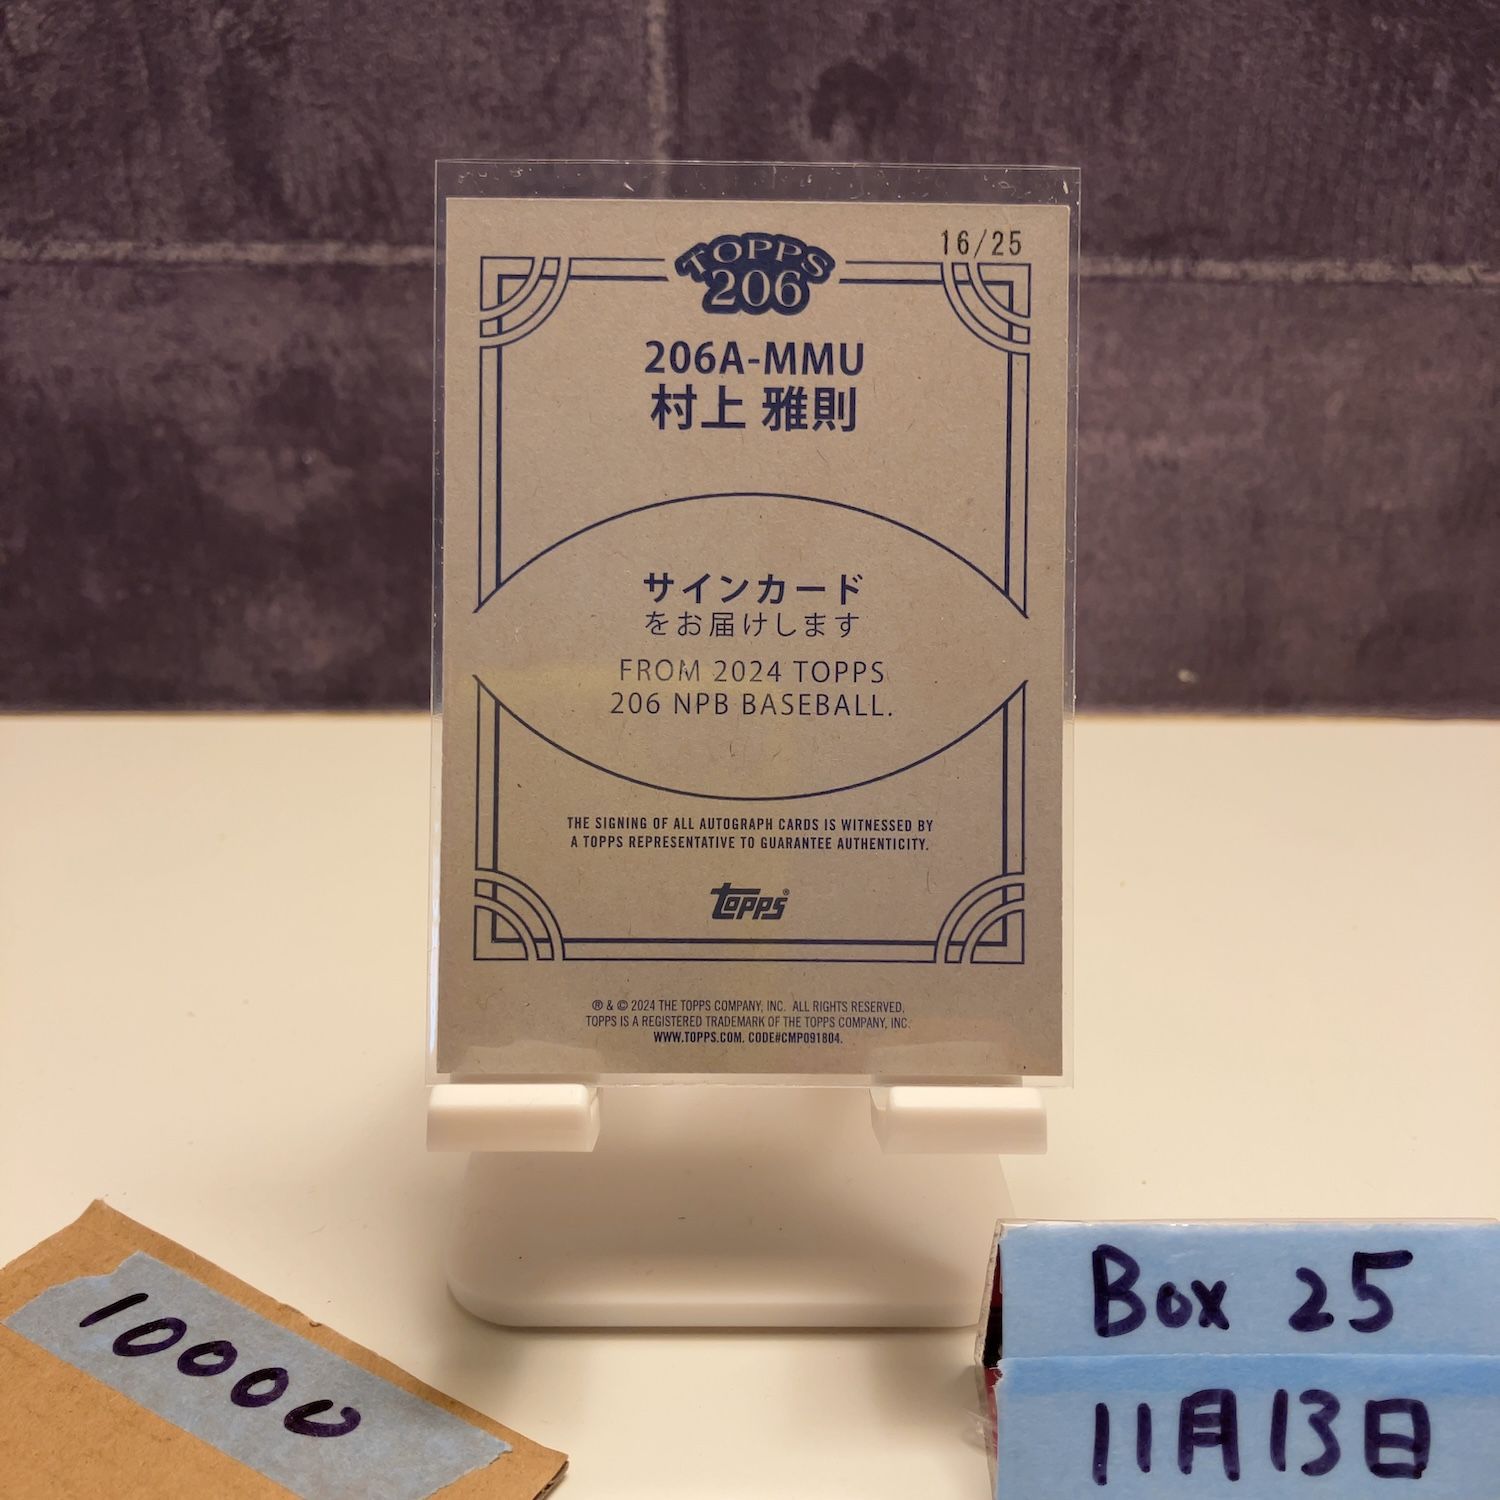 16/25
TOPPS
206
206A-MMU
村上 雅則
サインカード
をお届けします
FROM 2024 TOPPS
206 NPB BASEBALL.
THE SIGNING OF ALL AUTOGRAPH CARDS IS WITNESSED BY
A TOPPS REPRESENTATIVE TO GUARANTEE AUTHENTICITY.
topps®
® & © 2024 THE TOPPS COMPANY, INC. ALL RIGHTS RESERVED.
TOPPS IS A REGISTERED TRADEMARK OF THE TOPPS COMPANY, INC.
WWW.TOPPS.COM. CODE#CMP091804.
10000
Box 25
11月13日